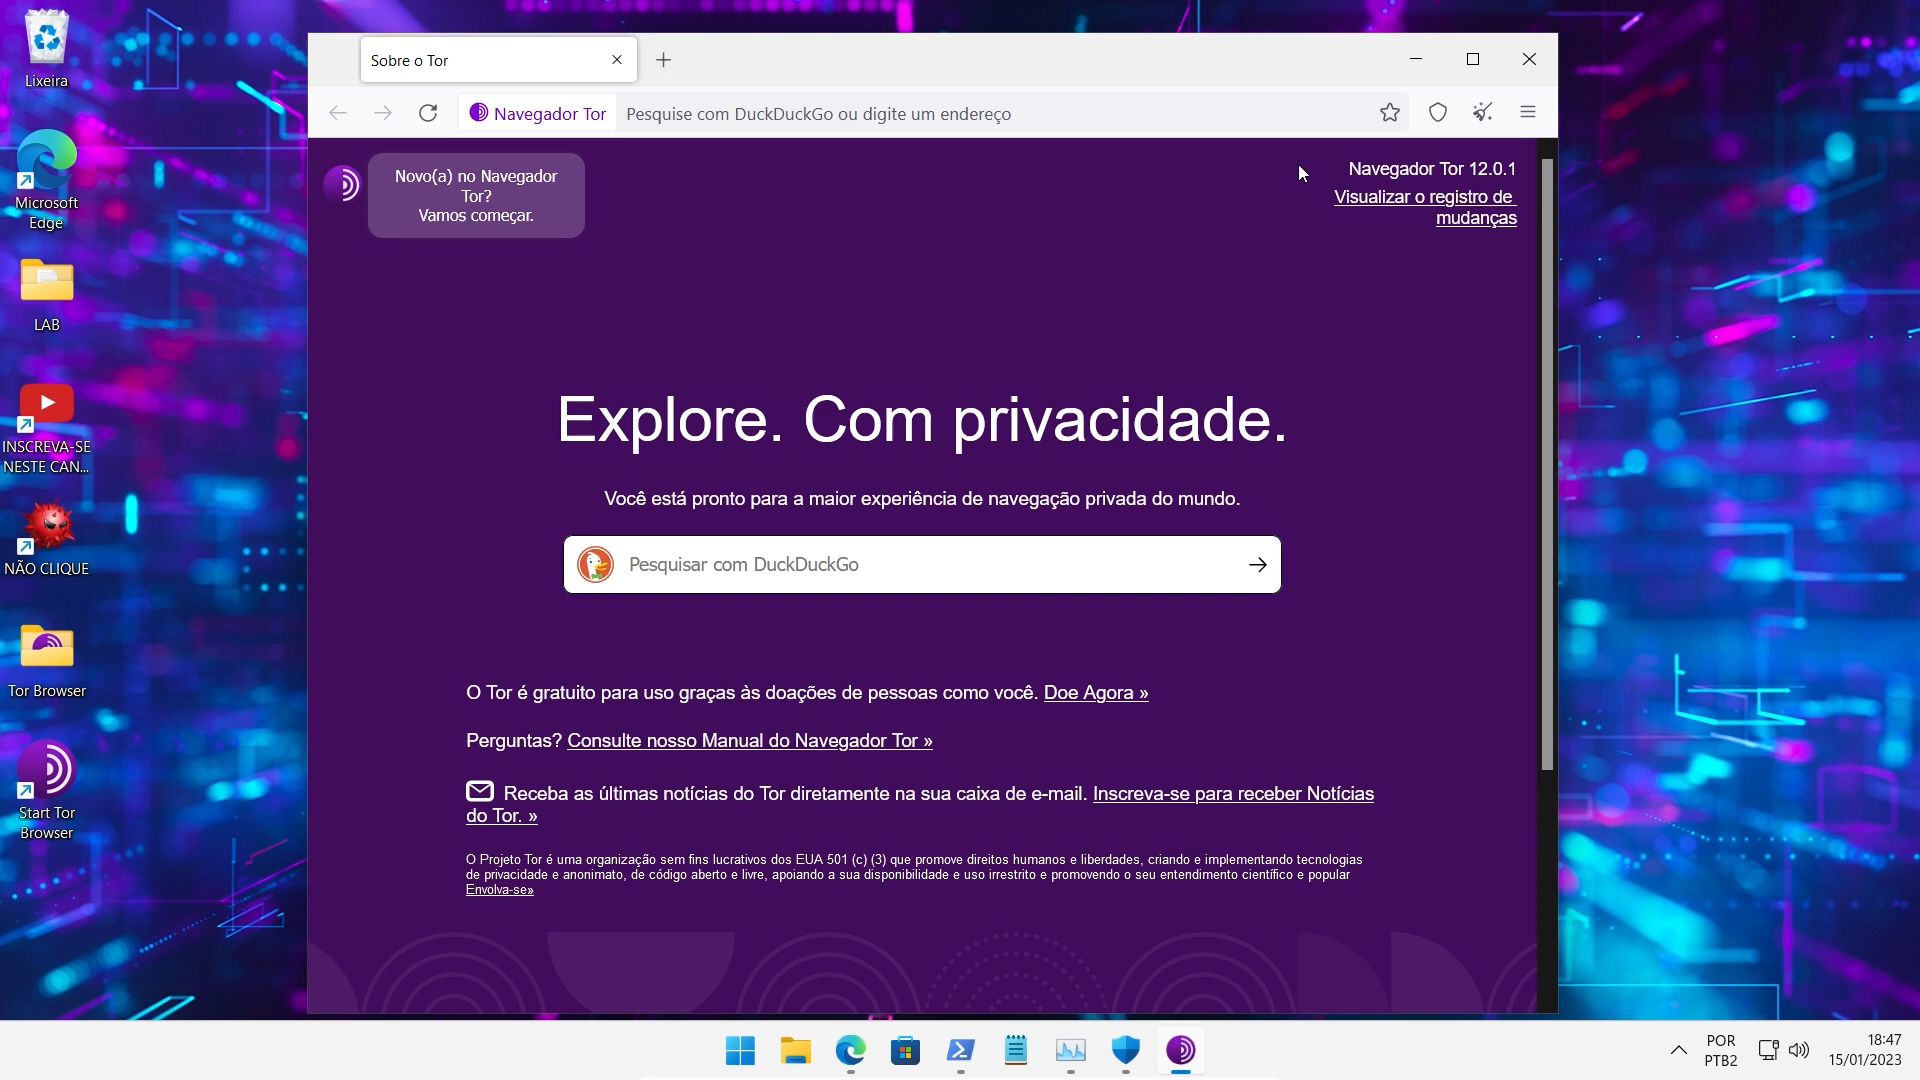 Lixeira
Microsoft
Edge
LAB
INSCREVA-SE
NESTE CAN...
NÃO CLIQUE
Tor Browser
Start Tor
Browser
Sobre o Tor
Navegador Tor
Pesquise com DuckDuckGo ou digite um endereço
Novo(a) no Navegador
Tor?
Vamos começar.
Navegador Tor 12.0.1
Visualizar o registro de
mudanças
Explore. Com privacidade.
Você está pronto para a maior experiência de navegação privada do mundo.
Pesquisar com DuckDuckGo
O Tor é gratuito para uso graças às doações de pessoas como você. Doe Agora »
Perguntas? Consulte nosso Manual do Navegador Tor »
Receba as últimas notícias do Tor diretamente na sua caixa de e-mail. Inscreva-se para receber Notícias
do Tor. »
O Projeto Tor é uma organização sem fins lucrativos dos EUA 501 (c) (3) que promove direitos humanos e liberdades, criando e implementando tecnologias
de privacidade e anonimato, de código aberto e livre, apoiando a sua disponibilidade e uso irrestrito e promovendo o seu entendimento científico e popular
Envolva-se»
POR
PTB2
18:47
15/01/2023